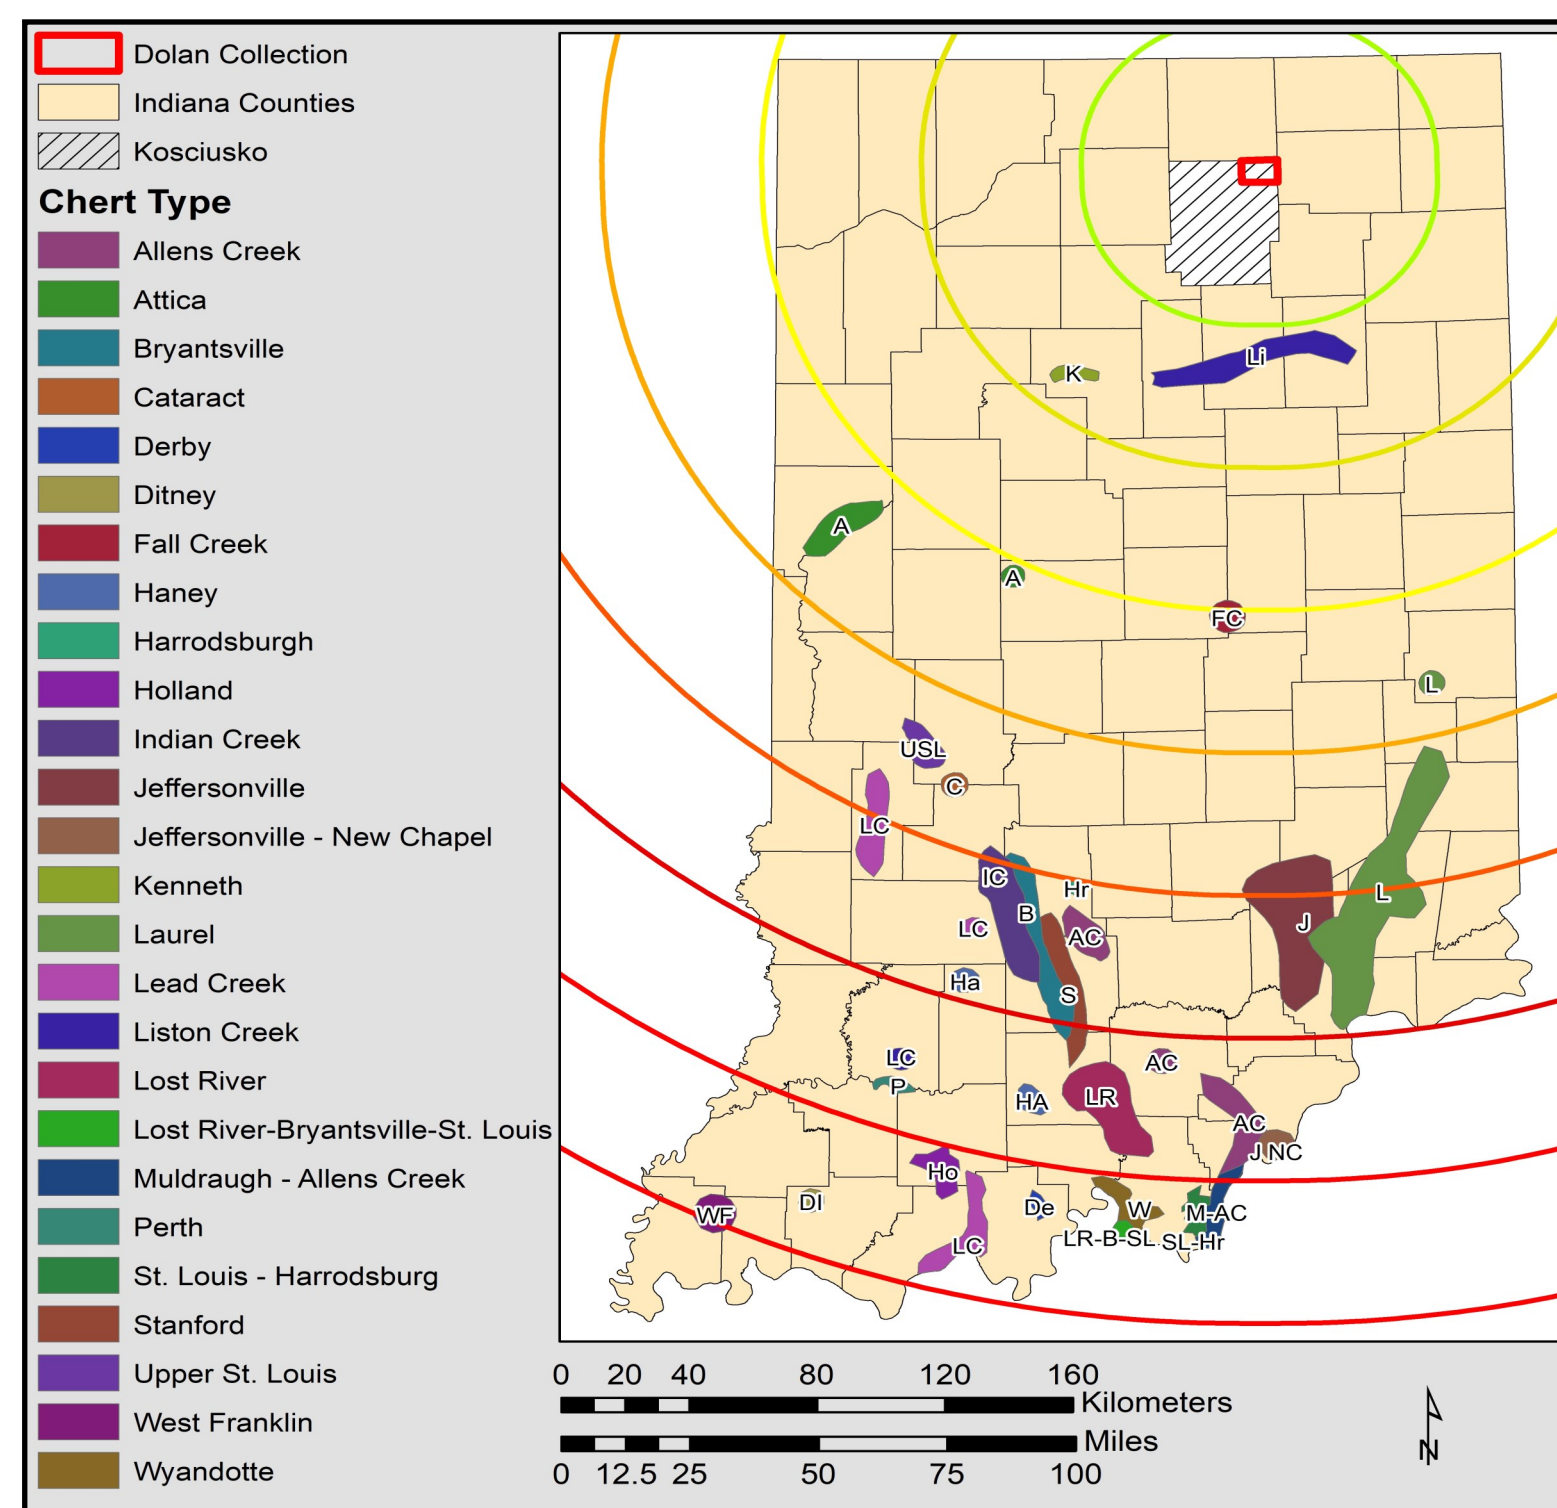 Dolan Collection
Indiana Counties
Kosciusko
Chert Type
Allens Creek
Attica
Bryantsville
Cataract
Derby
Ditney
Fall Creek
Haney
Harrodsburgh
Holland
Indian Creek
Jeffersonville
Jeffersonville - New Chapel
Kenneth
Laurel
Lead Creek
Liston Creek
Lost River
Lost River-Bryantsville-St. Louis
Muldraugh - Allens Creek
Perth
St. Louis - Harrodsburg
Stanford
Upper St. Louis
West Franklin
Wyandotte
Li
K
A
A
FC
L
USL
C
LC
IC
Hr
L
B
J
LC
AC
Ha
S
LC
AC
P
HA
LR
AC
J NC
Ho
WF
DI
De
W
M-AC
LR-B-SL
SL-Hr
LC
0 20 40 80 120 160
Kilometers
Miles
0 12.5 25 50 75 100
N